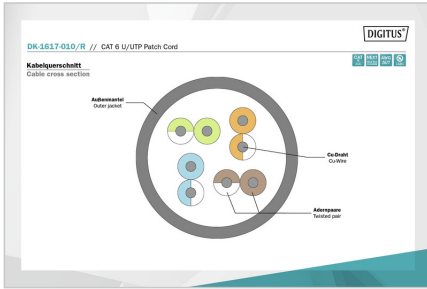 DIGITUS®
DK-1617-010/R // CAT 6 U/UTP Patch Cord
Kabelquerschnitt
Cable cross section
Außenmantel
Outer jacket
Cu-Draht
Cu-Wire
Aderspaare
Twisted pair